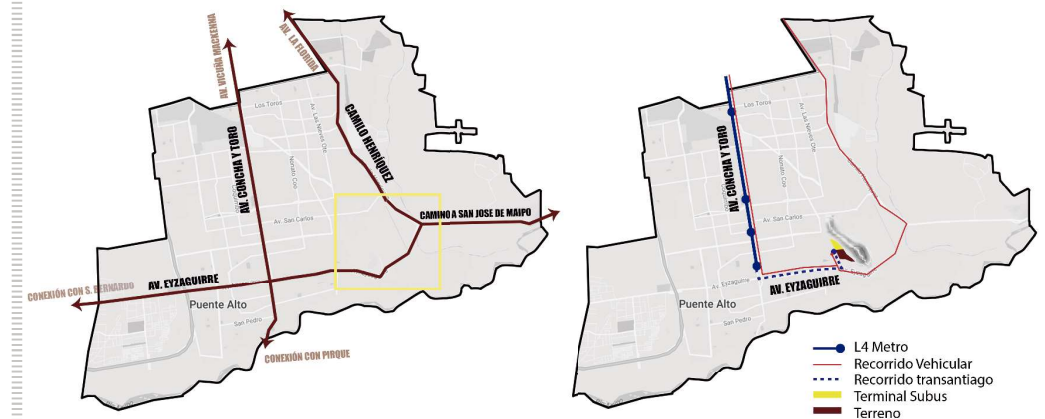 AV. LA FLORIDA
AV. VICUÑA MACKENNA
Los Toros
Av. Las Nieves Ote
CAMILO HENRÍQUEZ
AV. CONCHA Y TORO
Nonato Coo
Coquimbo
Av. San Carlos
CAMINO A SAN JOSE DE MAIPO
CONEXIÓN CON S. BERNARDO
AV. EYZAGUIRRE
Puente Alto
San Pedro
CONEXIÓN CON PIRQUE
Los Toros
Av. Las Nieves Ote
AV. CONCHA Y TORO
Nonato Coo
Coquimbo
Av. San Carlos
Av. Eyzaguirre
AV. EYZAGUIRRE
Puente Alto
San Pedro
L4 Metro
Recorrido Vehicular
Recorrido transantiago
Terminal Subus
Terreno